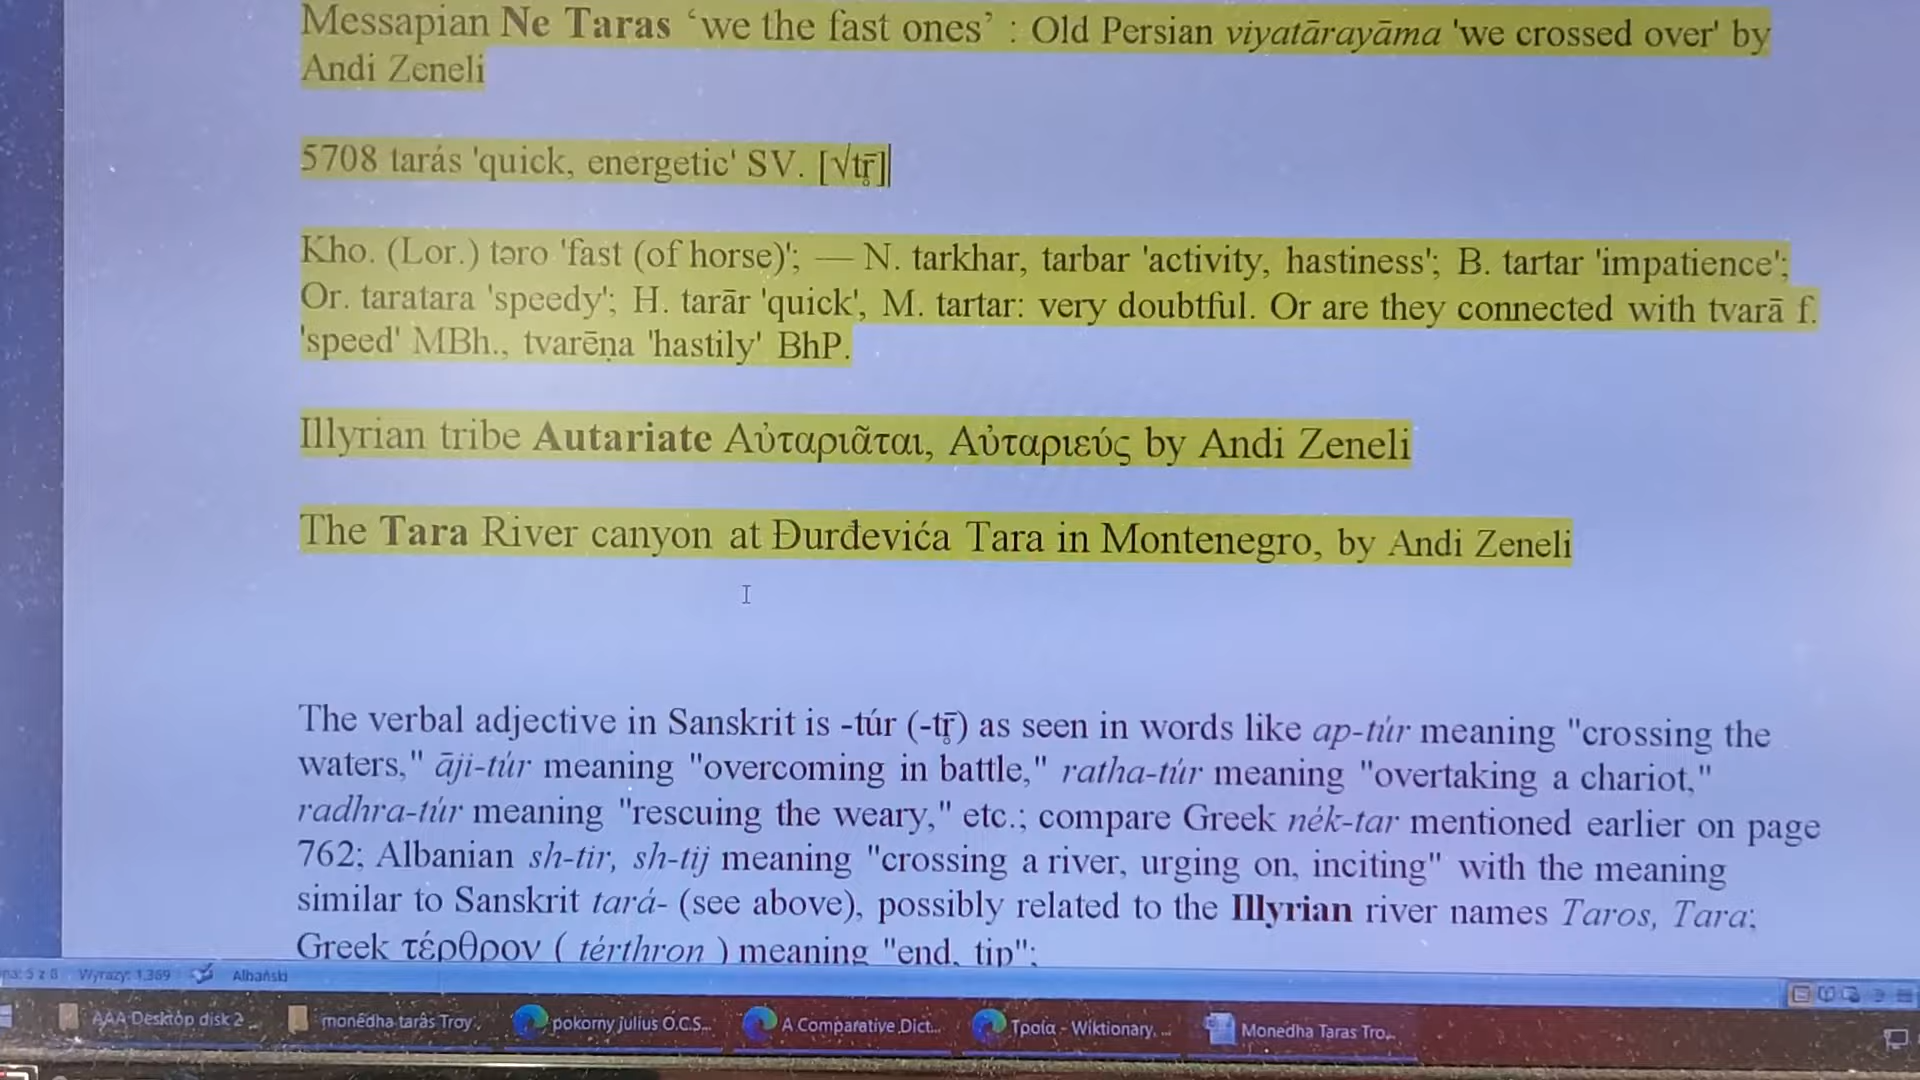 Messapian Ne Taras ‘we the fast ones’ : Old Persian viyatārayāma 'we crossed over' by
Andi Zeneli
5708 tarás 'quick, energetic' SV. [√tr̥̄]
Kho. (Lor.) təro 'fast (of horse)'; — N. tarkhar, tarbar 'activity, hastiness'; B. tartar 'impatience';
Or. taratara 'speedy'; H. tarār 'quick', M. tartar: very doubtful. Or are they connected with tvarā f.
'speed' MBh., tvarēṇa 'hastily' BhP.
Illyrian tribe Autariate Αὐταριᾶται, Αὐταριεύς by Andi Zeneli
The Tara River canyon at Đurđevića Tara in Montenegro, by Andi Zeneli
The verbal adjective in Sanskrit is -túr (-tr̥̄) as seen in words like ap-túr meaning "crossing the
waters," āji-túr meaning "overcoming in battle," ratha-túr meaning "overtaking a chariot,"
radhra-túr meaning "rescuing the weary," etc.; compare Greek nék-tar mentioned earlier on page
762; Albanian sh-tir, sh-tij meaning "crossing a river, urging on, inciting" with the meaning
similar to Sanskrit tará- (see above), possibly related to the Illyrian river names Taros, Tara;
Greek τέρθρον ( térthron ) meaning "end, tip";
5 z 8 Wyrazy: 1,369 Albański
AAA Desktop disk 2 ... monedha taras Troy. pokorny julius O.C.S... A Comparative Dict... Τροία - Wiktionary, ... Monedha Taras Tro...